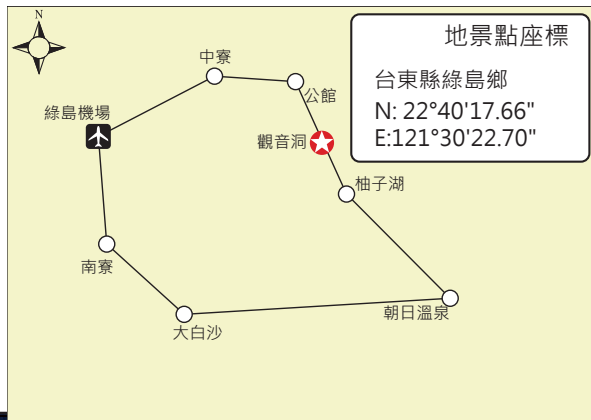 N
地景點座標
台東縣綠島鄉
N: 22°40'17.66"
E:121°30'22.70"
中寮
公館
綠島機場
觀音洞
柚子湖
南寮
朝日溫泉
大白沙